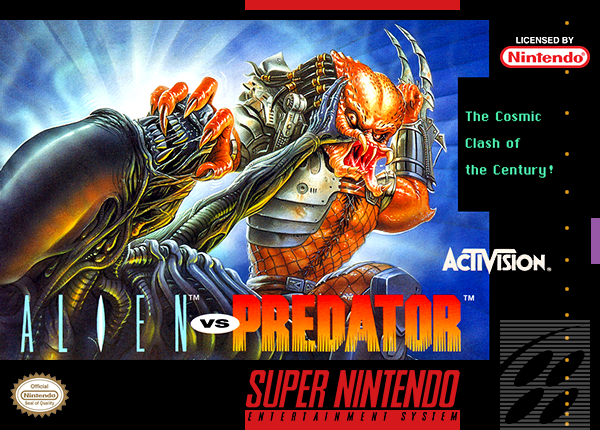 LICENSED BY
Nintendo®
The Cosmic
Clash of
the Century!
ACTIVISION®
ALIEN™ VS PREDATOR™
Official
Nintendo
Seal of Quality
SUPER NINTENDO
ENTERTAINMENT SYSTEM